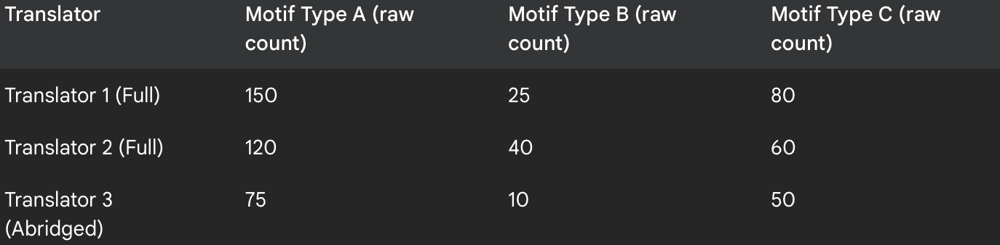 Translator Motif Type A (raw count) Motif Type B (raw count) Motif Type C (raw count)
Translator 1 (Full) 150 25 80
Translator 2 (Full) 120 40 60
Translator 3 (Abridged) 75 10 50